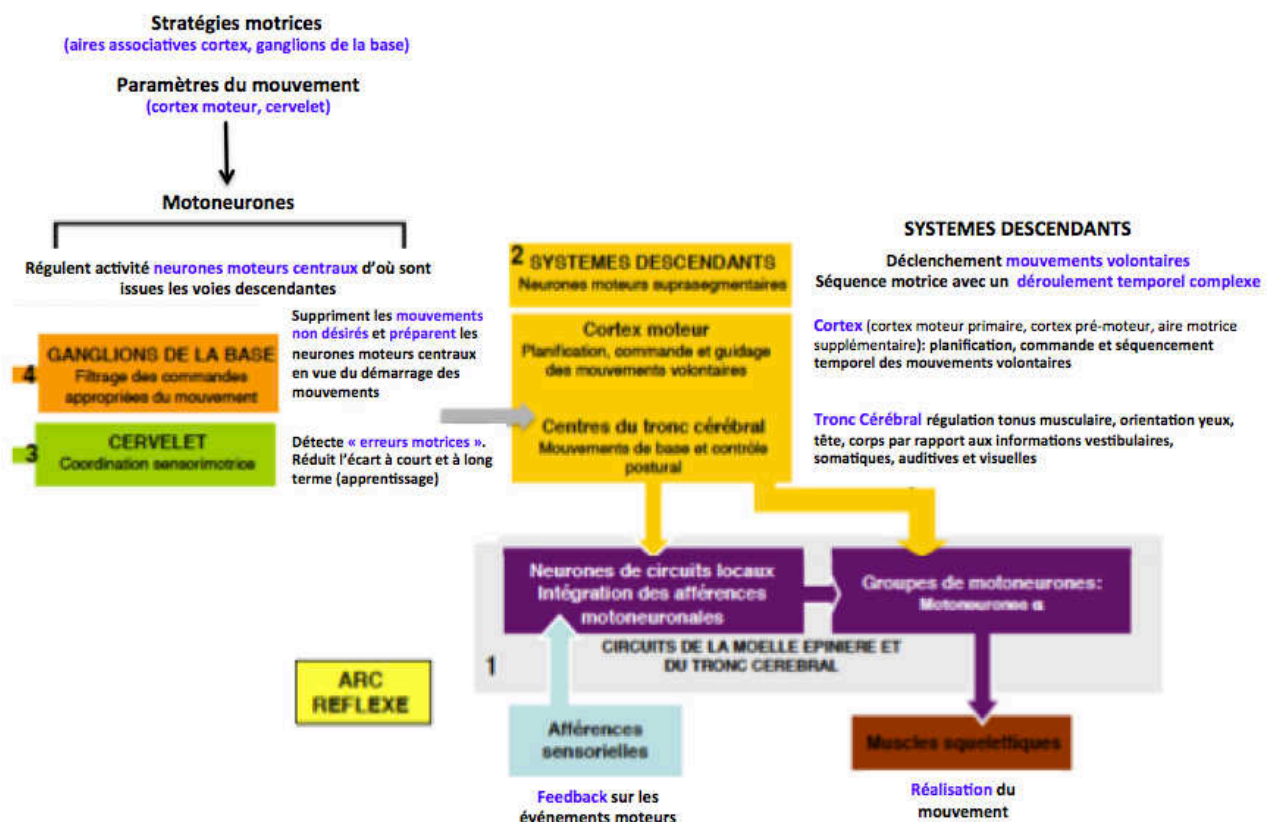 Stratégies motrices
(aires associatives cortex, ganglions de la base)
Paramètres du mouvement
(cortex moteur, cervelet)
Motoneurones
Régulent activité neurones moteurs centraux d'où sont
issues les voies descendantes
4
GANGLIONS DE LA BASE
Filtrage des commandes
appropriées du mouvement
Suppriment les mouvements
non désirés et préparent les
neurones moteurs centraux
en vue du démarrage des
mouvements
3
CERVELET
Coordination sensorimotrice
Détecte « erreurs motrices ».
Réduit l'écart à court et à long
terme (apprentissage)
2 SYSTEMES DESCENDANTS
Neurones moteurs suprasegmentaires
Cortex moteur
Planification, commande et guidage
des mouvements volontaires
Centres du tronc cérébral
Mouvements de base et contrôle
postural
SYSTEMES DESCENDANTS
Déclenchement mouvements volontaires
Séquence motrice avec un déroulement temporel complexe
Cortex (cortex moteur primaire, cortex pré-moteur, aire motrice
supplémentaire): planification, commande et séquencement
temporel des mouvements volontaires
Tronc Cérébral régulation tonus musculaire, orientation yeux,
tête, corps par rapport aux informations vestibulaires,
somatiques, auditives et visuelles
Neurones de circuits locaux
Intégration des afférences
motoneuronales
Groupes de motoneurones:
Motoneurones α
1
CIRCUITS DE LA MOELLE EPINIERE ET
DU TRONC CEREBRAL
ARC
REFLEXE
Afférences
sensorielles
Muscles squelettiques
Feedback sur les
événements moteurs
Réalisation du
mouvement